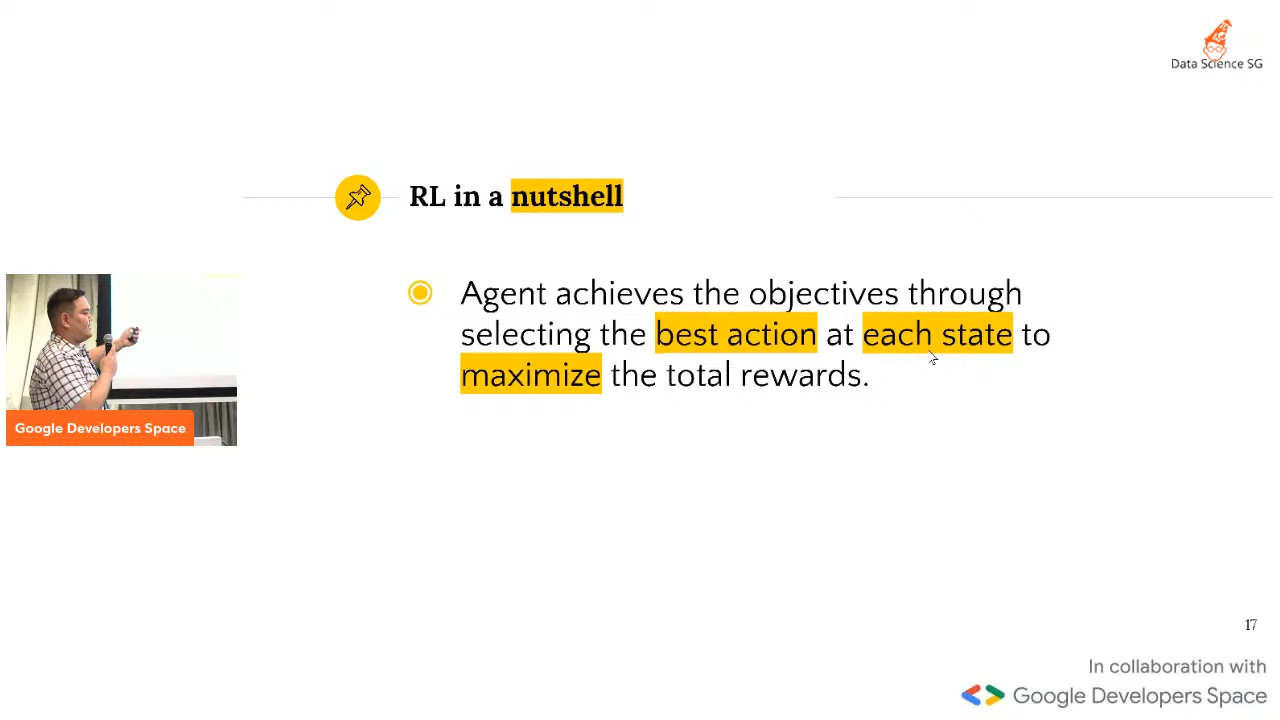 Data Science SG
RL in a nutshell
Agent achieves the objectives through
selecting the best action at each state to
maximize the total rewards.
Google Developers Space
17
In collaboration with
Google Developers Space